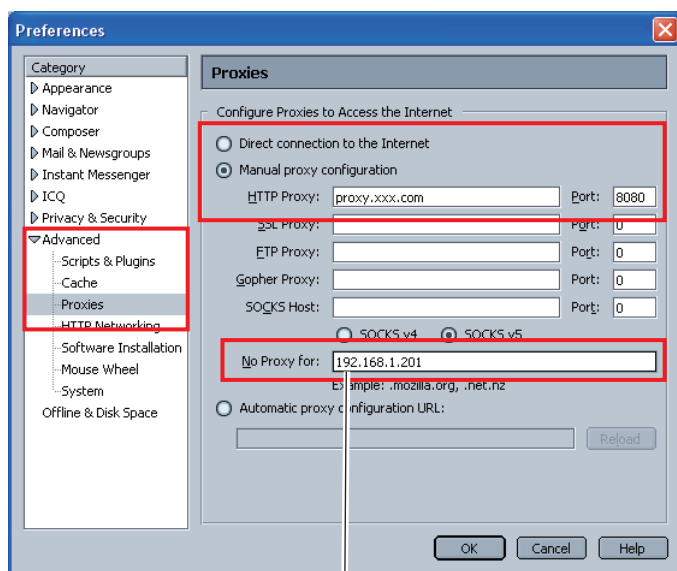 Preferences
Category
Appearance
Navigator
Composer
Mail & Newsgroups
Instant Messenger
ICQ
Privacy & Security
Advanced
Scripts & Plugins
Cache
Proxies
HTTP Networking
Software Installation
Mouse Wheel
System
Offline & Disk Space
Proxies
Configure Proxies to Access the Internet
Direct connection to the Internet
Manual proxy configuration
HTTP Proxy: proxy.xxx.com Port: 8080
SSL Proxy: Port: 0
FTP Proxy: Port: 0
Gopher Proxy: Port: 0
SOCKS Host: Port: 0
SOCKS v4 SOCKS v5
No Proxy for: 192.168.1.201
Example: .mozilla.org, .net.nz
Automatic proxy configuration URL:
Reload
OK Cancel Help